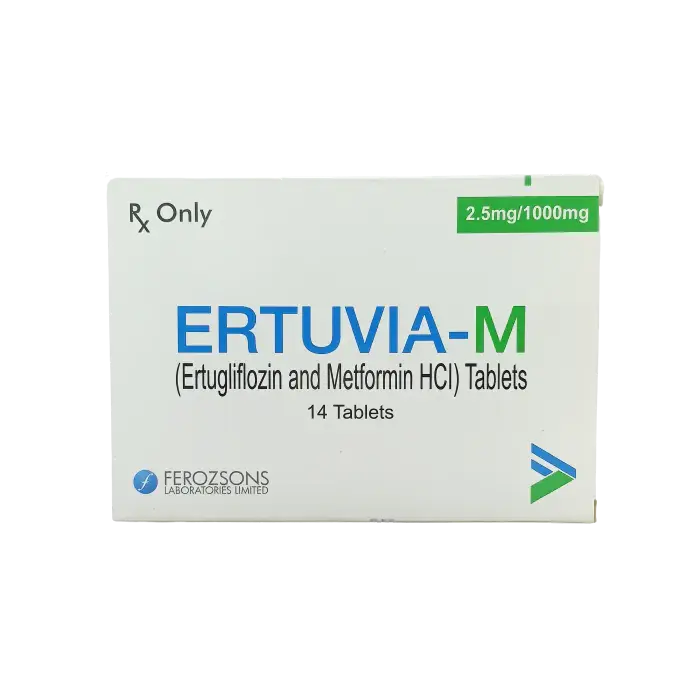 Rx Only
2.5mg/1000mg
ERTUVIA-M
(Ertugliflozin and Metformin HCl) Tablets
14 Tablets
f FEROZSONS
LABORATORIES LIMITED